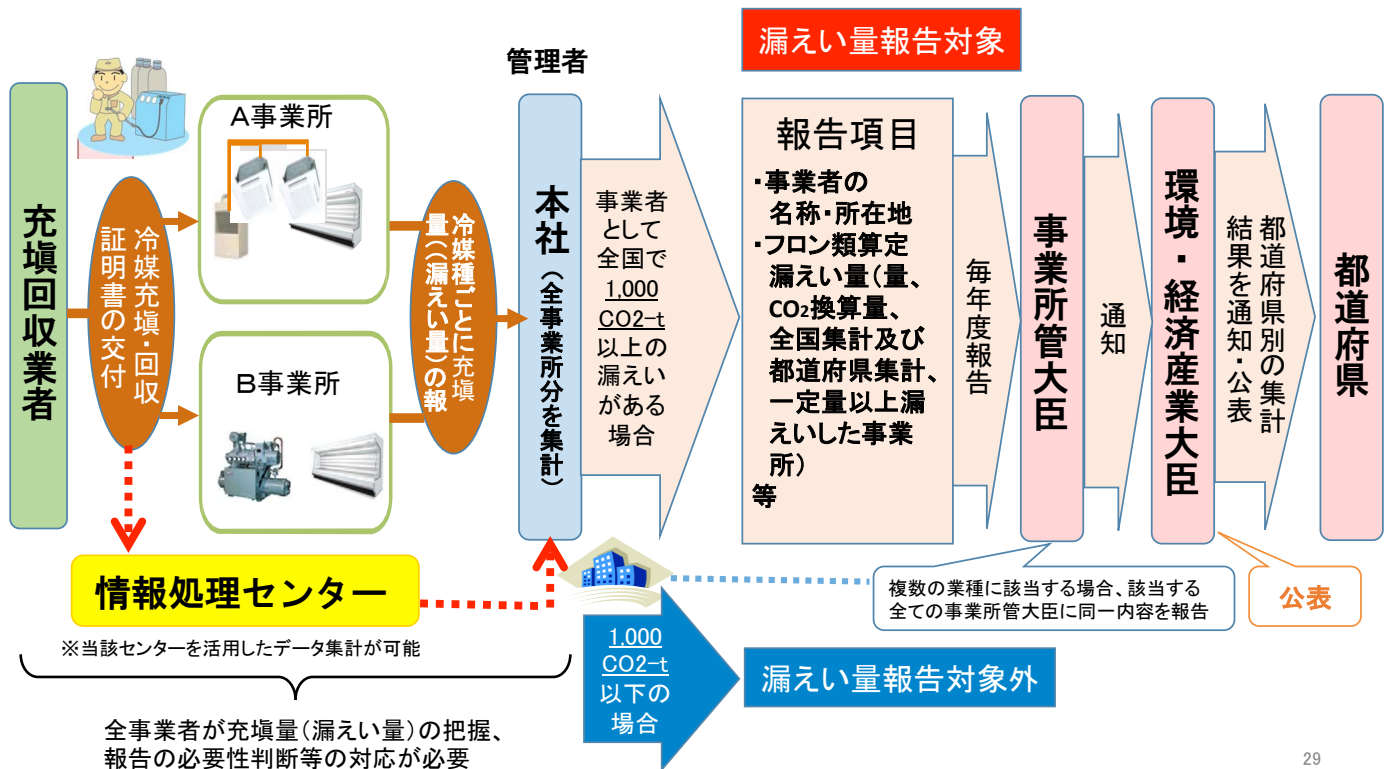 漏えい量報告対象
管理者
充塡回収業者
冷媒充塡・回収
証明書の交付
A事業所
B事業所
冷媒種ごとに充塡
量((漏えい量)の報
本社(全事業所分を集計)
事業者
として
全国で
1,000
CO2-t
以上の
漏えい
がある
場合
報告項目
・事業者の
名称・所在地
・フロン類算定
漏えい量(量、
CO₂換算量、
全国集計及び
都道府県集計、
一定量以上漏
えいした事業
所)
等
毎年度報告
事業所管大臣
通知
環境・経済産業大臣
都道府県別の集計
結果を通知・公表
都道府県
情報処理センター
※当該センターを活用したデータ集計が可能
複数の業種に該当する場合、該当する
全ての事業所管大臣に同一内容を報告
公表
1,000
CO2-t
以下の
場合
漏えい量報告対象外
全事業者が充塡量(漏えい量)の把握、
報告の必要性判断等の対応が必要
29